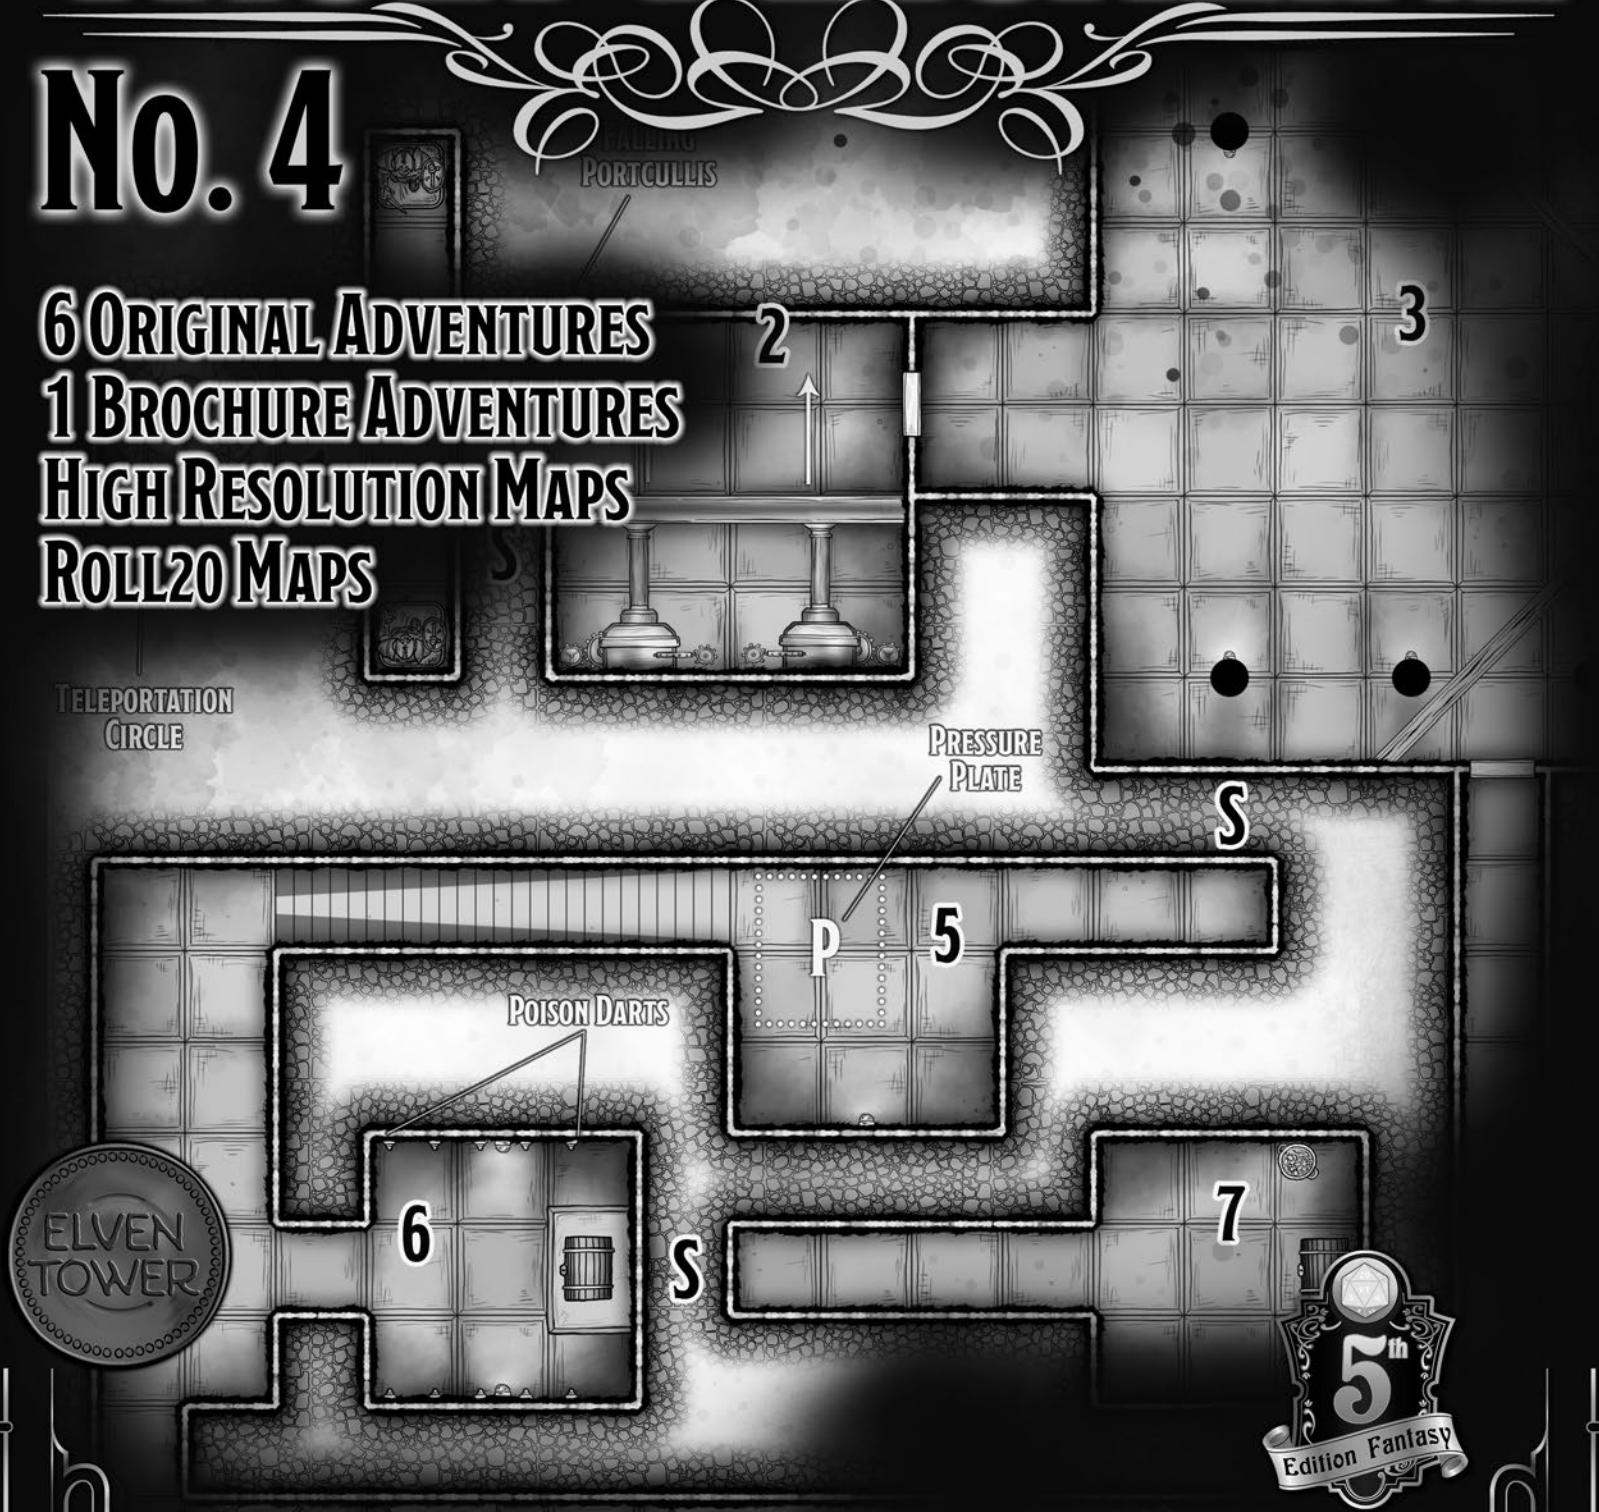 No. 4
FALLING
PORTCULLIS
6 ORIGINAL ADVENTURES
1 BROCHURE ADVENTURES
HIGH RESOLUTION MAPS
ROLL20 MAPS
2
3
S
TELEPORTATION
CIRCLE
PRESSURE
PLATE
S
P
5
POISON DARTS
6
S
7
ELVEN
TOWER
5th
Edition Fantasy